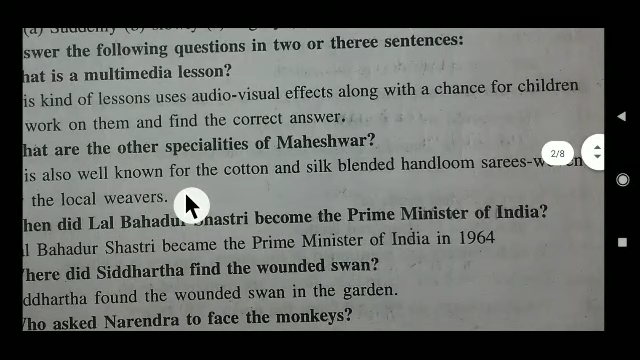 (a) Suddenly (b) slowly
swer the following questions in two or theree sentences:
hat is a multimedia lesson?
is kind of lessons uses audio-visual effects along with a chance for children
work on them and find the correct answer.
hat are the other specialities of Maheshwar?
is also well known for the cotton and silk blended handloom sarees-w
the local weavers.
hen did Lal Bahadur Shastri become the Prime Minister of India?
l Bahadur Shastri became the Prime Minister of India in 1964
here did Siddhartha find the wounded swan?
ddhartha found the wounded swan in the garden.
ho asked Narendra to face the monkeys?
2/8